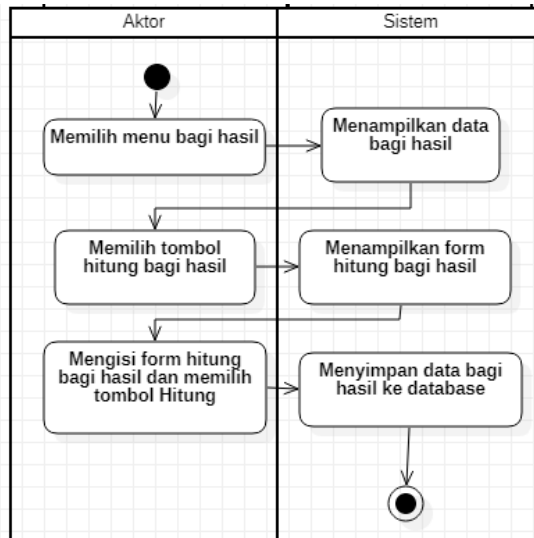 Aktor
Sistem
Memilih menu bagi hasil
Menampilkan data
bagi hasil
Memilih tombol
hitung bagi hasil
Menampilkan form
hitung bagi hasil
Mengisi form hitung
bagi hasil dan memilih
tombol Hitung
Menyimpan data bagi
hasil ke database